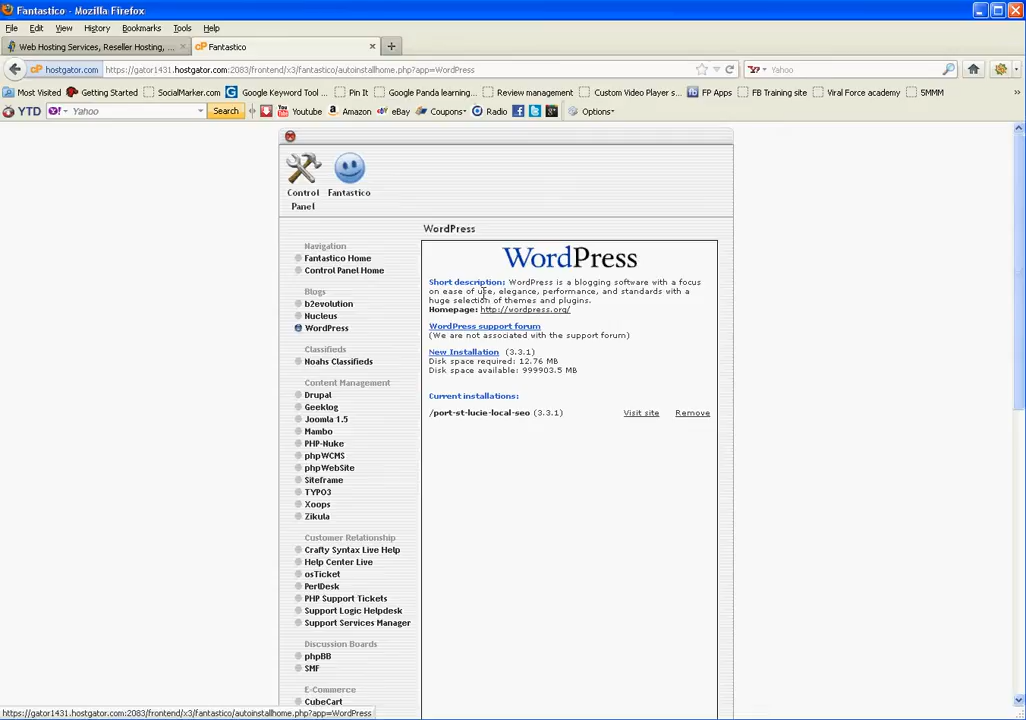 Fantastico - Mozilla Firefox
File Edit View History Bookmarks Tools Help
Web Hosting Services, Reseller Hosting, ... × cP Fantastico × +
cP hostgator.com https://gator1431.hostgator.com:2083/frontend/x3/fantastico/autoinstallhome.php?app=WordPress Yahoo
Most Visited Getting Started SocialMarker.com Google Keyword Tool ... Pin It Google Panda learning... Review management Custom Video Player s... FP Apps FB Training site Viral Force academy 5MMM »
YTD Yahoo Search Youtube Amazon eBay Coupons Radio Options
Control Panel
Fantastico
WordPress
Navigation
Fantastico Home
Control Panel Home
Blogs
b2evolution
Nucleus
WordPress
Classifieds
Noahs Classifieds
Content Management
Drupal
Geeklog
Joomla 1.5
Mambo
PHP-Nuke
phpWCMS
phpWebSite
Siteframe
TYPO3
Xoops
Zikula
Customer Relationship
Crafty Syntax Live Help
Help Center Live
osTicket
PerlDesk
PHP Support Tickets
Support Logic Helpdesk
Support Services Manager
Discussion Boards
phpBB
SMF
E-Commerce
CubeCart
WordPress
Short description: WordPress is a blogging software with a focus
on ease of use, elegance, performance, and standards with a
huge selection of themes and plugins.
Homepage: http://wordpress.org/
WordPress support forum
(We are not associated with the support forum)
New Installation (3.3.1)
Disk space required: 12.76 MB
Disk space available: 999903.5 MB
Current installations:
/port-st-lucie-local-seo (3.3.1) Visit site Remove
https://gator1431.hostgator.com:2083/frontend/x3/fantastico/autoinstallhome.php?app=WordPress